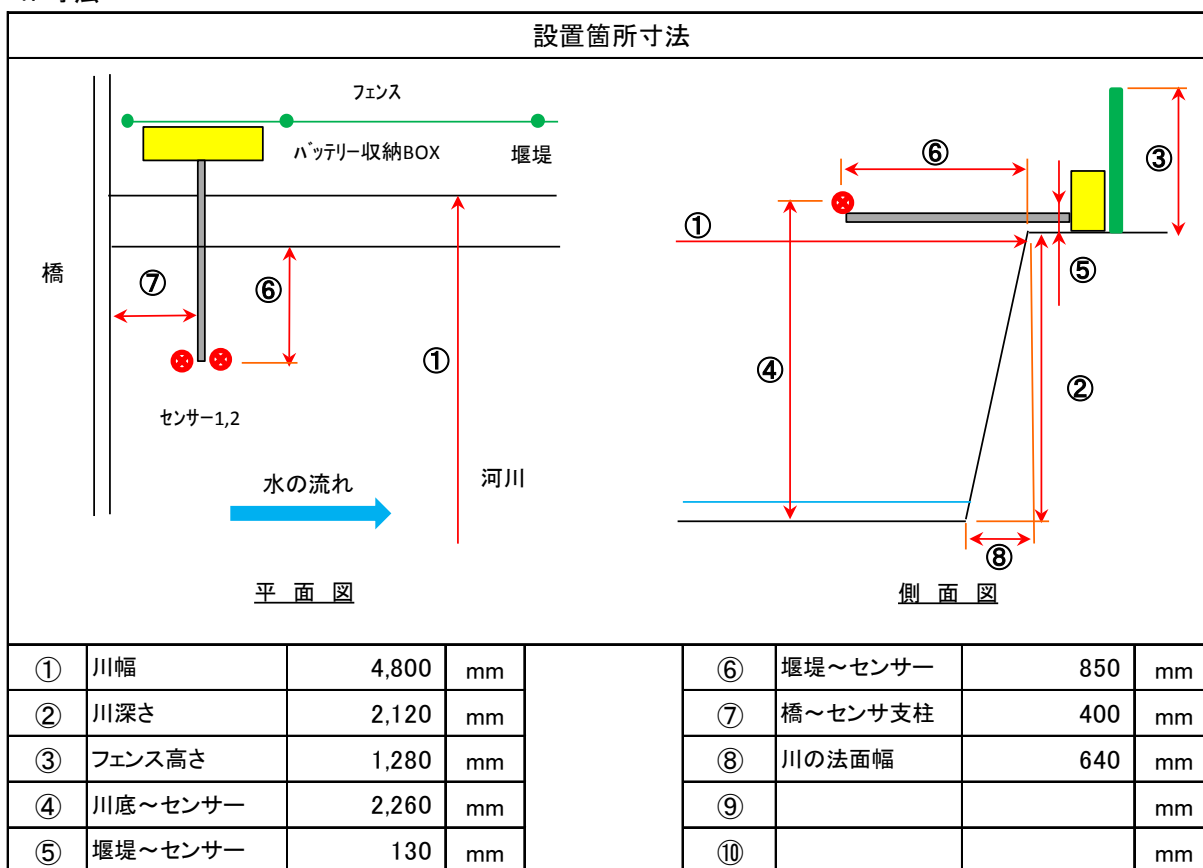 設置箇所寸法
フェンス
バッテリー収納BOX
堰堤
橋
⑦
⑥
①
センサー1,2
水の流れ
河川
平 面 図
⑥
③
①
⑤
④
②
⑧
側 面 図
① 川幅 4,800 mm
② 川深さ 2,120 mm
③ フェンス高さ 1,280 mm
④ 川底～センサー 2,260 mm
⑤ 堰堤～センサー 130 mm
⑥ 堰堤～センサー 850 mm
⑦ 橋～センサ支柱 400 mm
⑧ 川の法面幅 640 mm
⑨ mm
⑩ mm